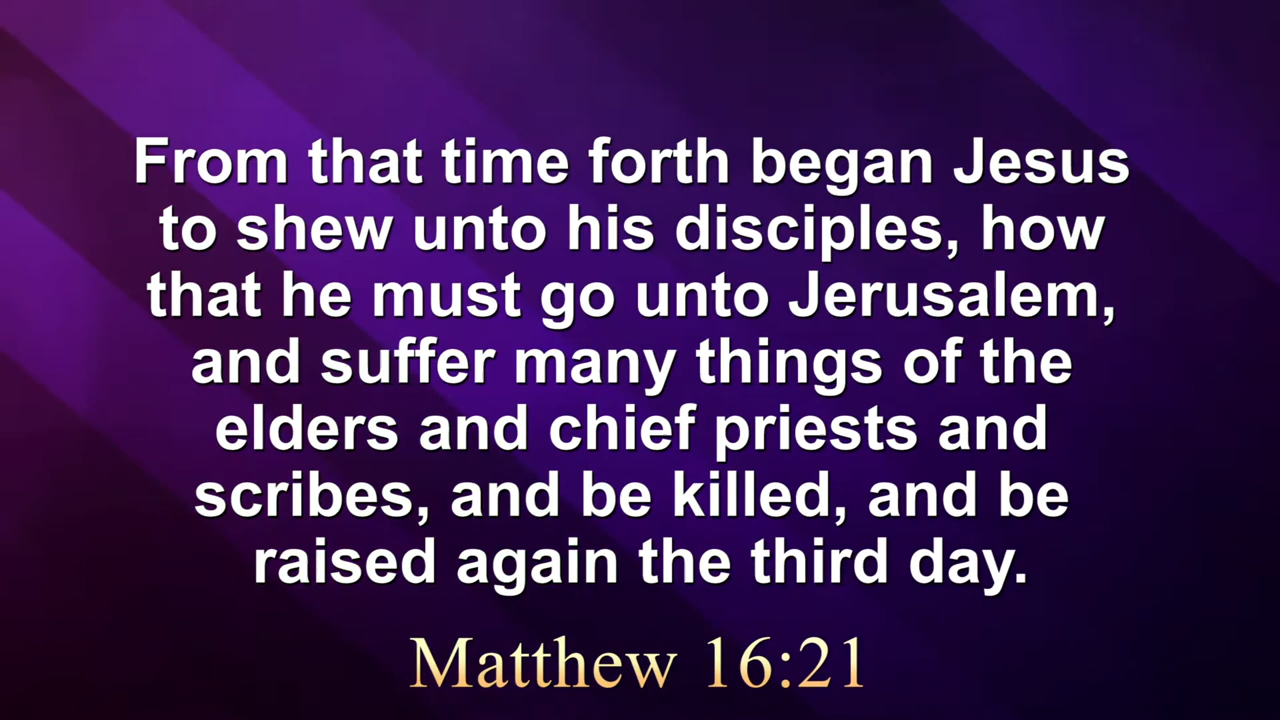 From that time forth began Jesus
to shew unto his disciples, how
that he must go unto Jerusalem,
and suffer many things of the
elders and chief priests and
scribes, and be killed, and be
raised again the third day.
Matthew 16:21